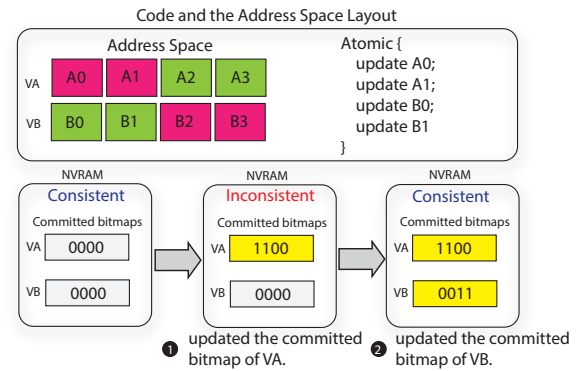 Code and the Address Space Layout
Address Space
VA A0 A1 A2 A3
VB B0 B1 B2 B3
Atomic {
update A0;
update A1;
update B0;
update B1
}
NVRAM
Consistent
Committed bitmaps
VA 0000
VB 0000
NVRAM
Inconsistent
Committed bitmaps
VA 1100
VB 0000
NVRAM
Consistent
Committed bitmaps
VA 1100
VB 0011
1 updated the committed
bitmap of VA.
2 updated the committed
bitmap of VB.